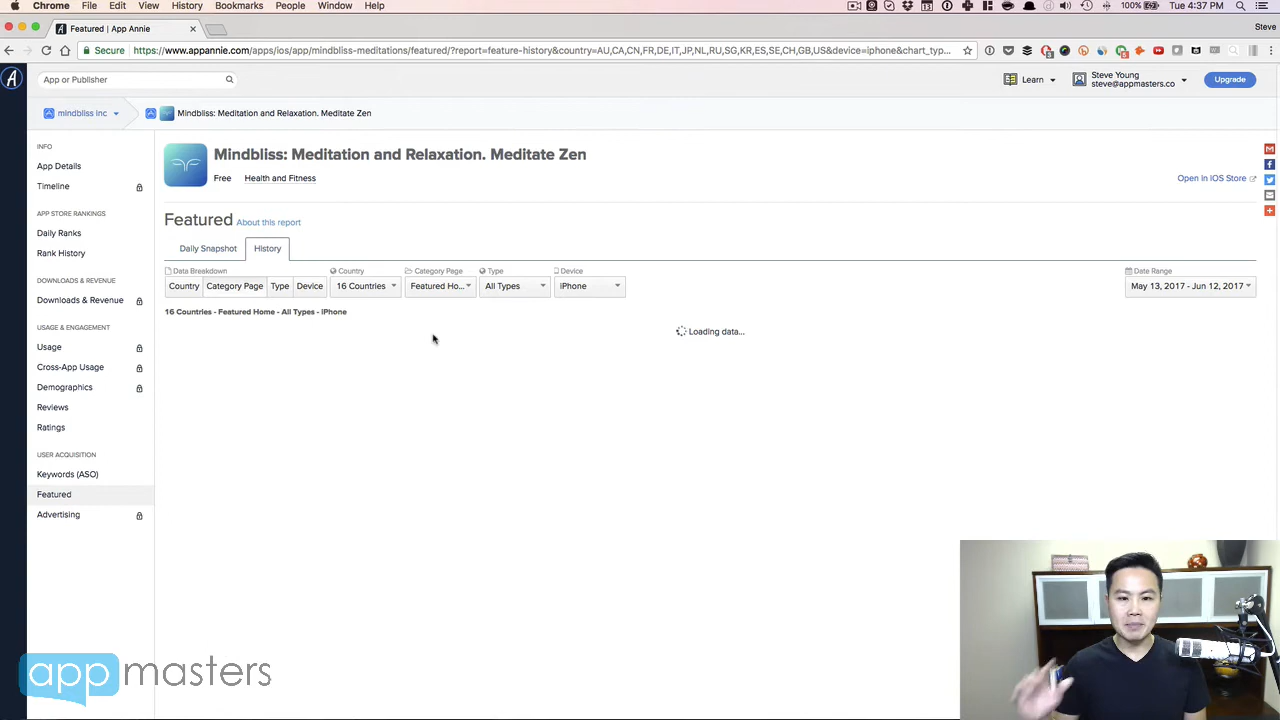 Chrome File Edit View History Bookmarks People Window Help 100% Tue 4:37 PM
Featured | App Annie Steve
Secure https://www.appannie.com/apps/ios/app/mindbliss-meditations/featured/?report=feature-history&country=AU,CA,CN,FR,DE,IT,JP,NL,RU,SG,KR,ES,SE,CH,GB,US&device=iphone&chart_typ...
App or Publisher
Learn
Steve Young
steve@appmasters.co
Upgrade
mindbliss inc
Mindbliss: Meditation and Relaxation. Meditate Zen
INFO
App Details
Timeline
APP STORE RANKINGS
Daily Ranks
Rank History
DOWNLOADS & REVENUE
Downloads & Revenue
USAGE & ENGAGEMENT
Usage
Cross-App Usage
Demographics
Reviews
Ratings
USER ACQUISITION
Keywords (ASO)
Featured
Advertising
Mindbliss: Meditation and Relaxation. Meditate Zen
Free Health and Fitness
Open in iOS Store
Featured About this report
Daily Snapshot History
Data Breakdown Country Category Page Type Device Date Range
Country Category Page Type Device 16 Countries Featured Ho... All Types iPhone May 13, 2017 - Jun 12, 2017
16 Countries - Featured Home - All Types - iPhone
Loading data...
appmasters